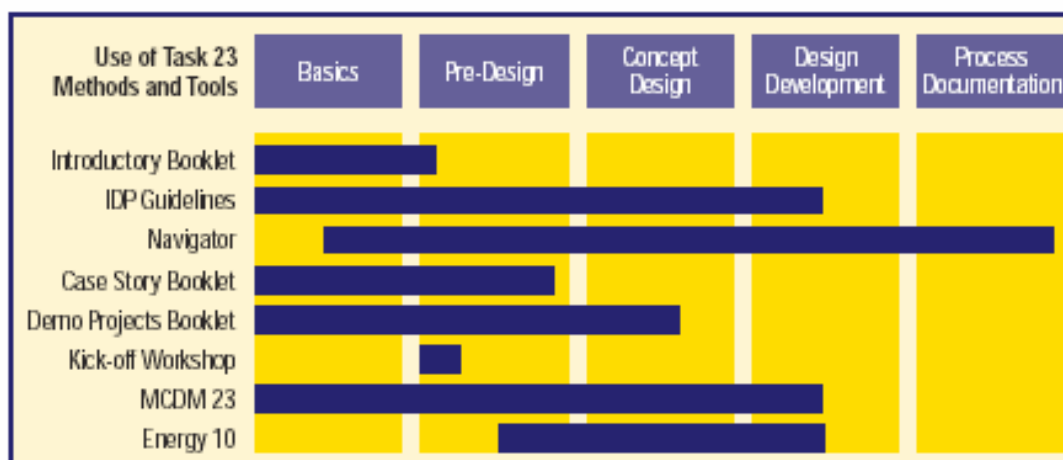 Use of Task 23
Methods and Tools
Basics
Pre-Design
Concept
Design
Design
Development
Process
Documentation
Introductory Booklet
IDP Guidelines
Navigator
Case Story Booklet
Demo Projects Booklet
Kick-off Workshop
MCDM 23
Energy 10